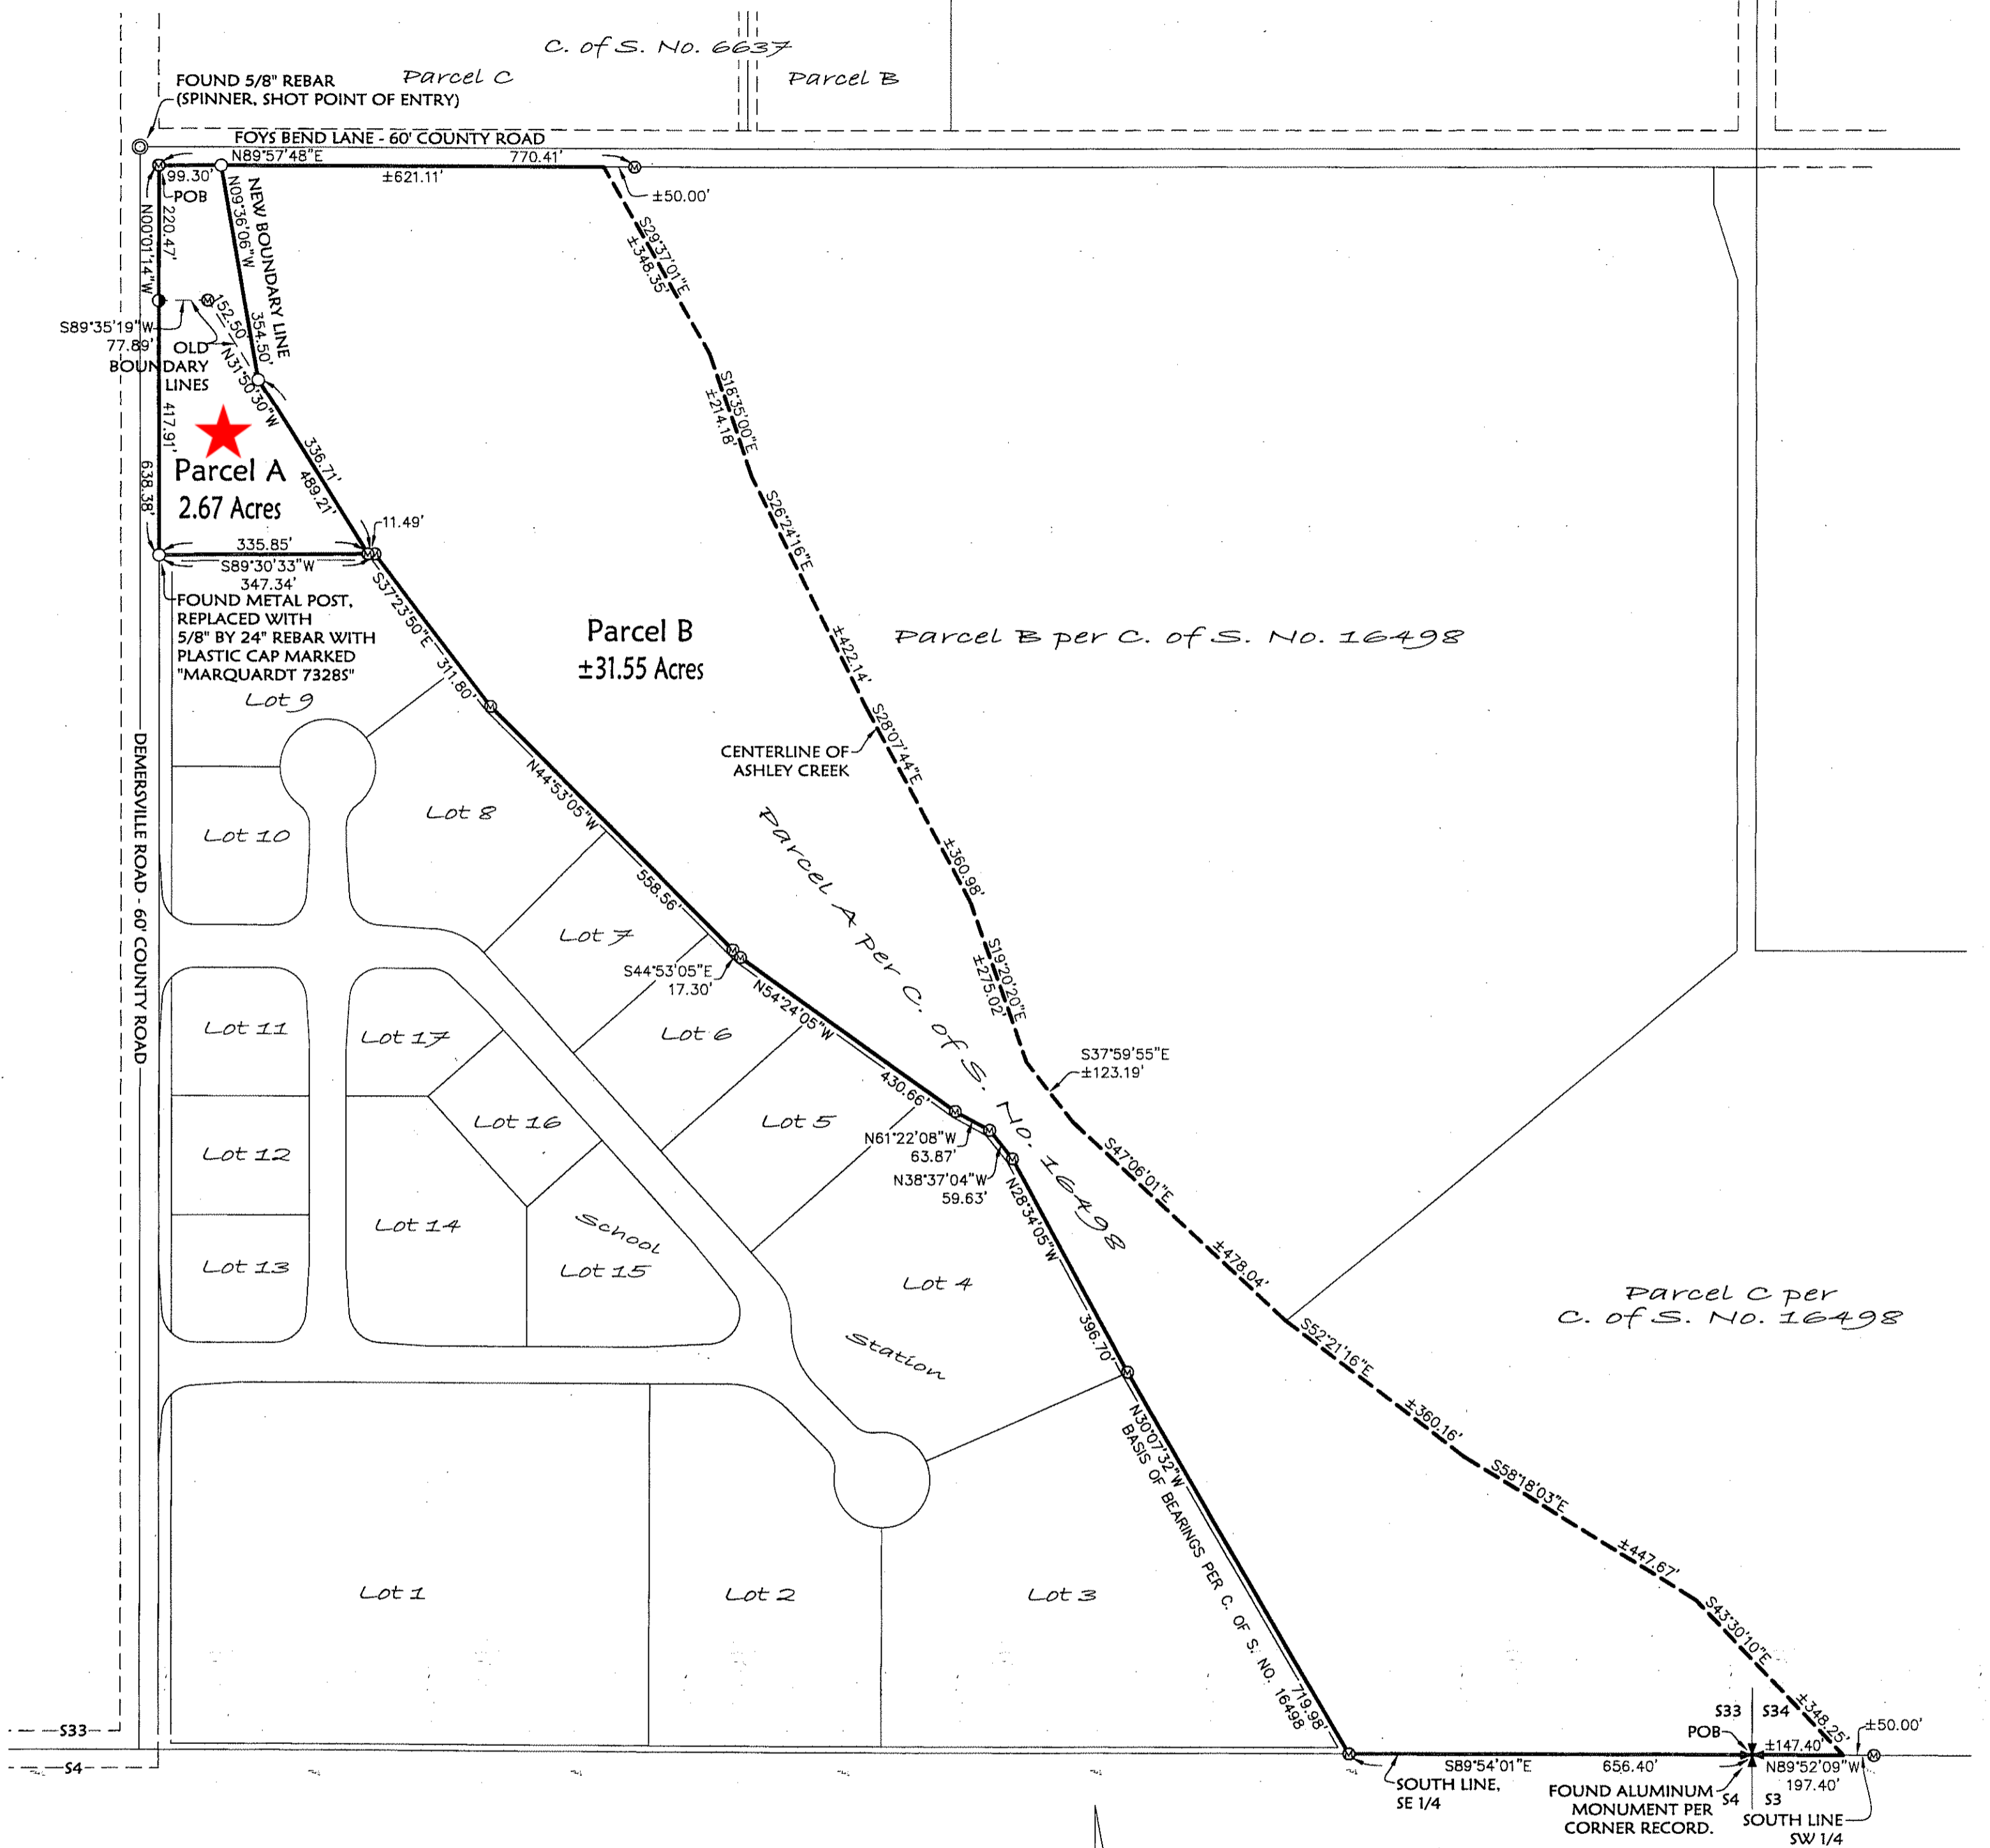 C. of S. No. 6637
Parcel C
Parcel B
FOUND 5/8" REBAR
(SPINNER, SHOT POINT OF ENTRY)
FOYS BEND LANE - 60' COUNTY ROAD
N89°57'48"E
770.41'
99.30'
±621.11'
±50.00'
POB
N00°01'14"W
220.47'
N09°36'06"W
354.50'
NEW BOUNDARY LINE
S89°35'19"W
77.89'
152.50'
N31°50'30"W
OLD
BOUNDARY
LINES
417.91'
638.38'
336.71'
489.21'
Parcel A
2.67 Acres
11.49'
335.85'
S89°30'33"W
347.34'
FOUND METAL POST,
REPLACED WITH
5/8" BY 24" REBAR WITH
PLASTIC CAP MARKED
"MARQUARDT 7328S"
S37°23'50"E
311.80'
S29°37'01"E
±348.35'
S18°35'00"E
±214.18'
S26°24'16"E
±422.14'
Parcel B
±31.55 Acres
Parcel B per C. of S. No. 16498
S28°07'44"E
±360.98'
CENTERLINE OF
ASHLEY CREEK
Parcel A per C. of S. No. 16498
DEMERSVILLE ROAD - 60' COUNTY ROAD
Lot 9
Lot 10
Lot 8
N44°53'05"W
558.56'
Lot 7
S44°53'05"E
17.30'
N54°24'05"W
430.66'
S19°20'20"E
±275.02'
S37°59'55"E
±123.19'
Lot 11
Lot 17
Lot 6
Lot 12
Lot 16
Lot 5
N61°22'08"W
63.87'
N38°37'04"W
59.63'
N28°34'05"W
396.70'
S47°06'01"E
±478.04'
Lot 13
Lot 14
School
Lot 15
Lot 4
Station
Parcel C per
C. of S. No. 16498
S52°21'16"E
±360.16'
N30°07'32"W
BASIS OF BEARINGS PER C. OF S. NO. 16498
719.98'
S58°18'03"E
±447.67'
Lot 1
Lot 2
Lot 3
S43°30'10"E
±348.25'
S33
S4
S33
S34
POB
±147.40'
±50.00'
S89°54'01"E
656.40'
N89°52'09"W
197.40'
SOUTH LINE,
SE 1/4
FOUND ALUMINUM
MONUMENT PER
CORNER RECORD.
S4
S3
SOUTH LINE
SW 1/4
M
M
M
M
M
M
M
M
M
M
M
M
M
M